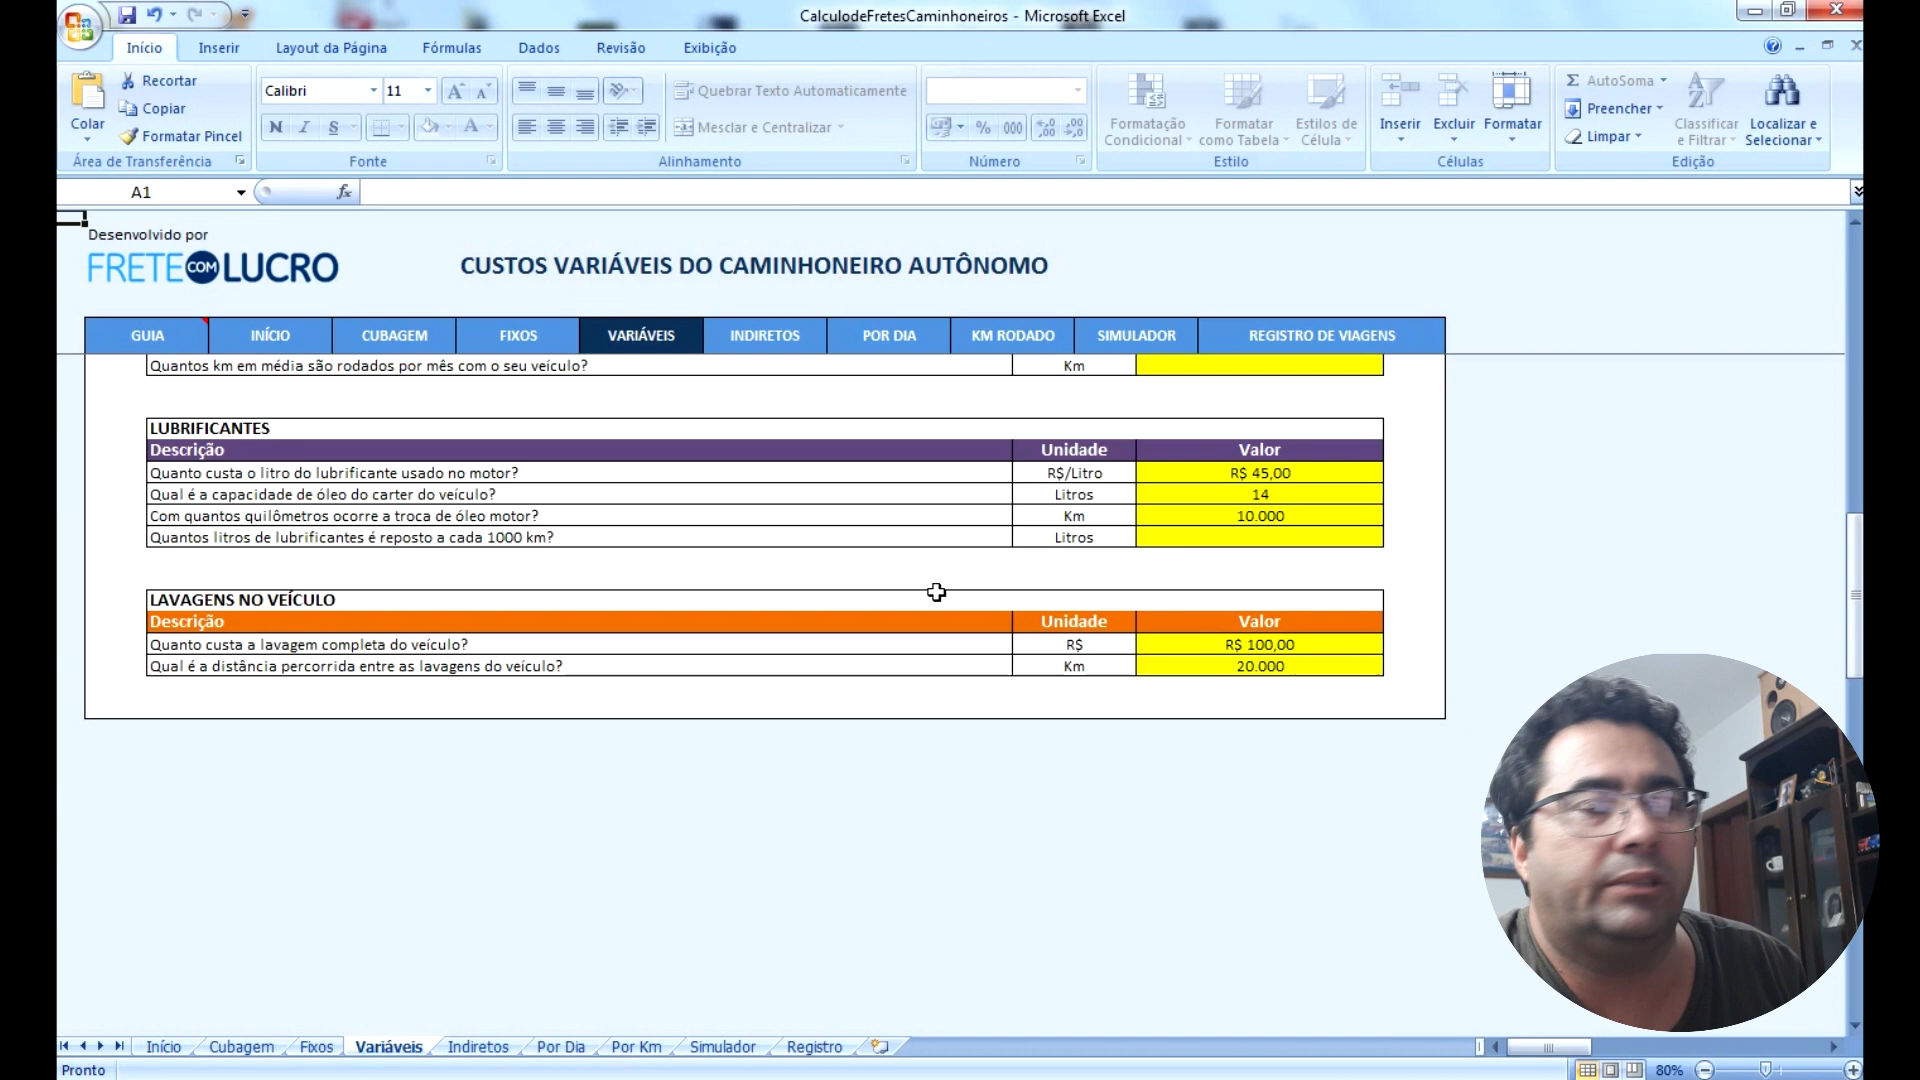 CalculodeFretesCaminhoneiros - Microsoft Excel
Início Inserir Layout da Página Fórmulas Dados Revisão Exibição
Colar Recortar Copiar Formatar Pincel
Área de Transferência
Calibri 11
N I S
Fonte
Quebrar Texto Automaticamente
Mesclar e Centralizar
Alinhamento
% 000
Número
Formatação Condicional Formatar como Tabela Estilos de Célula
Estilo
Inserir Excluir Formatar
Células
Σ AutoSoma
Preencher
Limpar
Classificar e Filtrar Localizar e Selecionar
Edição
A1 fx
Desenvolvido por
FRETE COM LUCRO
CUSTOS VARIÁVEIS DO CAMINHONEIRO AUTÔNOMO
GUIA INÍCIO CUBAGEM FIXOS VARIÁVEIS INDIRETOS POR DIA KM RODADO SIMULADOR REGISTRO DE VIAGENS
Quantos km em média são rodados por mês com o seu veículo? Km
LUBRIFICANTES
Descrição Unidade Valor
Quanto custa o litro do lubrificante usado no motor? R$/Litro R$ 45,00
Qual é a capacidade de óleo do carter do veículo? Litros 14
Com quantos quilômetros ocorre a troca de óleo motor? Km 10.000
Quantos litros de lubrificantes é reposto a cada 1000 km? Litros
LAVAGENS NO VEÍCULO
Descrição Unidade Valor
Quanto custa a lavagem completa do veículo? R$ R$ 100,00
Qual é a distância percorrida entre as lavagens do veículo? Km 20.000
Início Cubagem Fixos Variáveis Indiretos Por Dia Por Km Simulador Registro
Pronto 80%